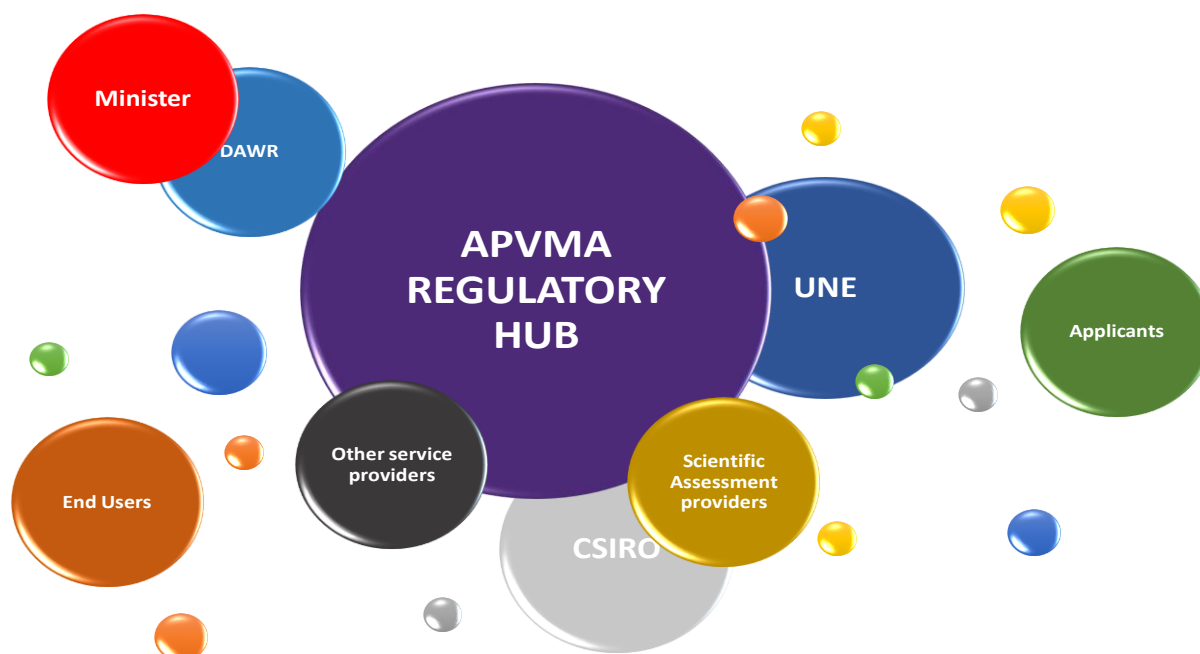 Minister
DAWR
APVMA
REGULATORY
HUB
UNE
Applicants
Other service
providers
Scientific
Assessment
providers
End Users
CSIRO